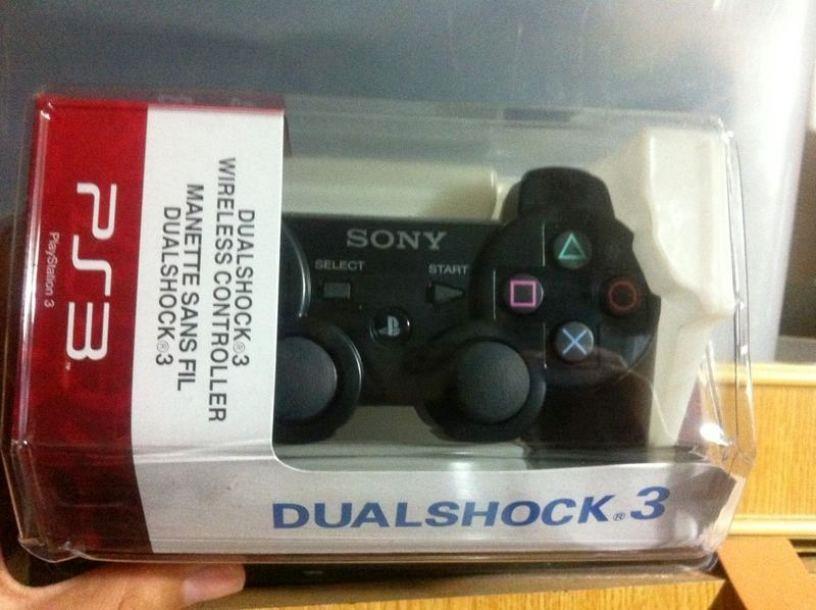 PS3
PlayStation 3
DUALSHOCK®3
WIRELESS CONTROLLER
MANETTE SANS FIL
DUALSHOCK®3
SONY
SELECT
START
DUALSHOCK®3